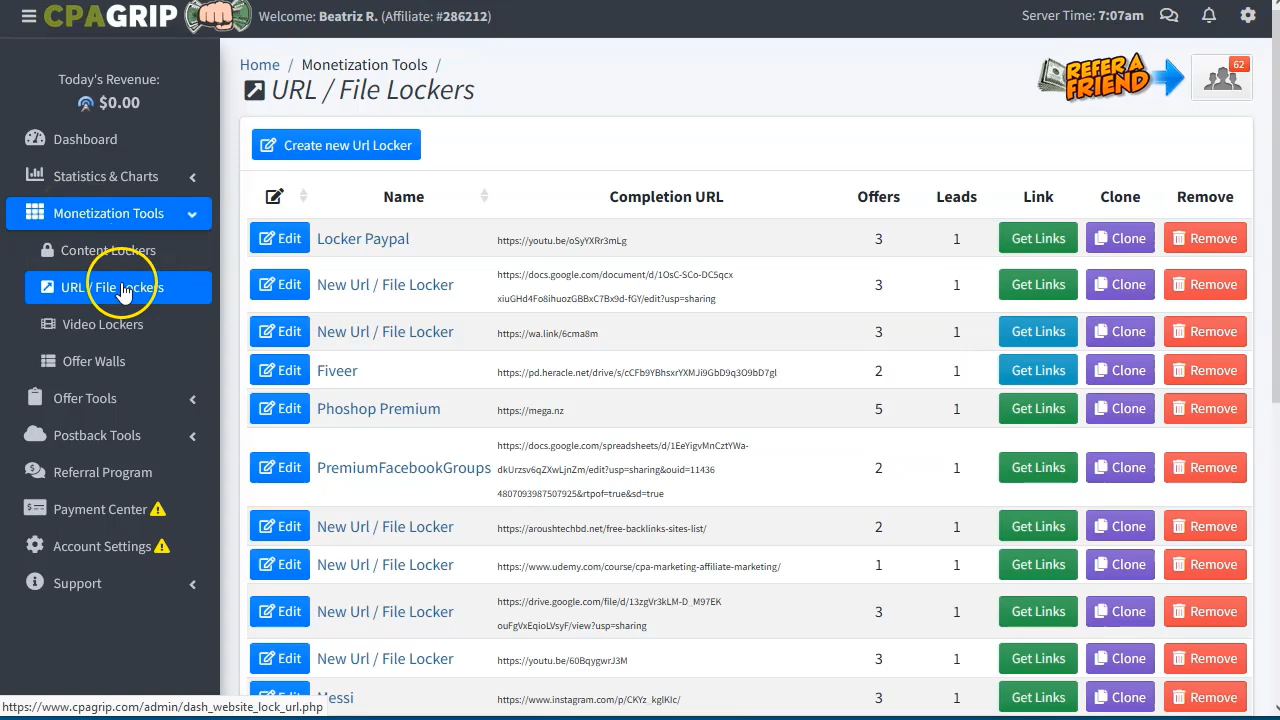 CPAGRIP
Welcome: Beatriz R. (Affiliate: #286212)
Server Time: 7:07am
Today's Revenue:
$0.00
Dashboard
Statistics & Charts
Monetization Tools
Content Lockers
URL / File Lockers
Video Lockers
Offer Walls
Offer Tools
Postback Tools
Referral Program
Payment Center
Account Settings
Support
Home / Monetization Tools /
URL / File Lockers
REFER A
FRIEND
62
Create new Url Locker
Name Completion URL Offers Leads Link Clone Remove
Edit Locker Paypal https://youtu.be/oSyYXRr3mLg 3 1 Get Links Clone Remove
https://docs.google.com/document/d/1OsC-SCo-DC5qcx
Edit New Url / File Locker 3 1 Get Links Clone Remove
xiuGHd4Fo8ihuozGBBxC7Bx9d-fGY/edit?usp=sharing
Edit New Url / File Locker https://wa.link/6cma8m 3 1 Get Links Clone Remove
Edit Fiveer https://pd.heracle.net/drive/s/cCFb9YBhsxrYXMJi9GbD9q3O9bD7gl 2 1 Get Links Clone Remove
Edit Phoshop Premium https://mega.nz 5 1 Get Links Clone Remove
https://docs.google.com/spreadsheets/d/1EeYigvMnCztYWa-
Edit PremiumFacebookGroups dkUrzsv6qZXwLjnZm/edit?usp=sharing&ouid=11436 2 1 Get Links Clone Remove
4807093987507925&rtpof=true&sd=true
Edit New Url / File Locker https://aroushtechbd.net/free-backlinks-sites-list/ 2 1 Get Links Clone Remove
Edit New Url / File Locker https://www.udemy.com/course/cpa-marketing-affiliate-marketing/ 1 1 Get Links Clone Remove
https://drive.google.com/file/d/13zgVr3kLM-D_M97EK
Edit New Url / File Locker 3 1 Get Links Clone Remove
ouFgVxEqioLVsyF/view?usp=sharing
Edit New Url / File Locker https://youtu.be/60BqygwrJ3M 3 1 Get Links Clone Remove
Edit Messi https://www.instagram.com/p/CKYz_kglKIc/ 3 1 Get Links Clone Remove
https://www.cpagrip.com/admin/dash_website_lock_url.php